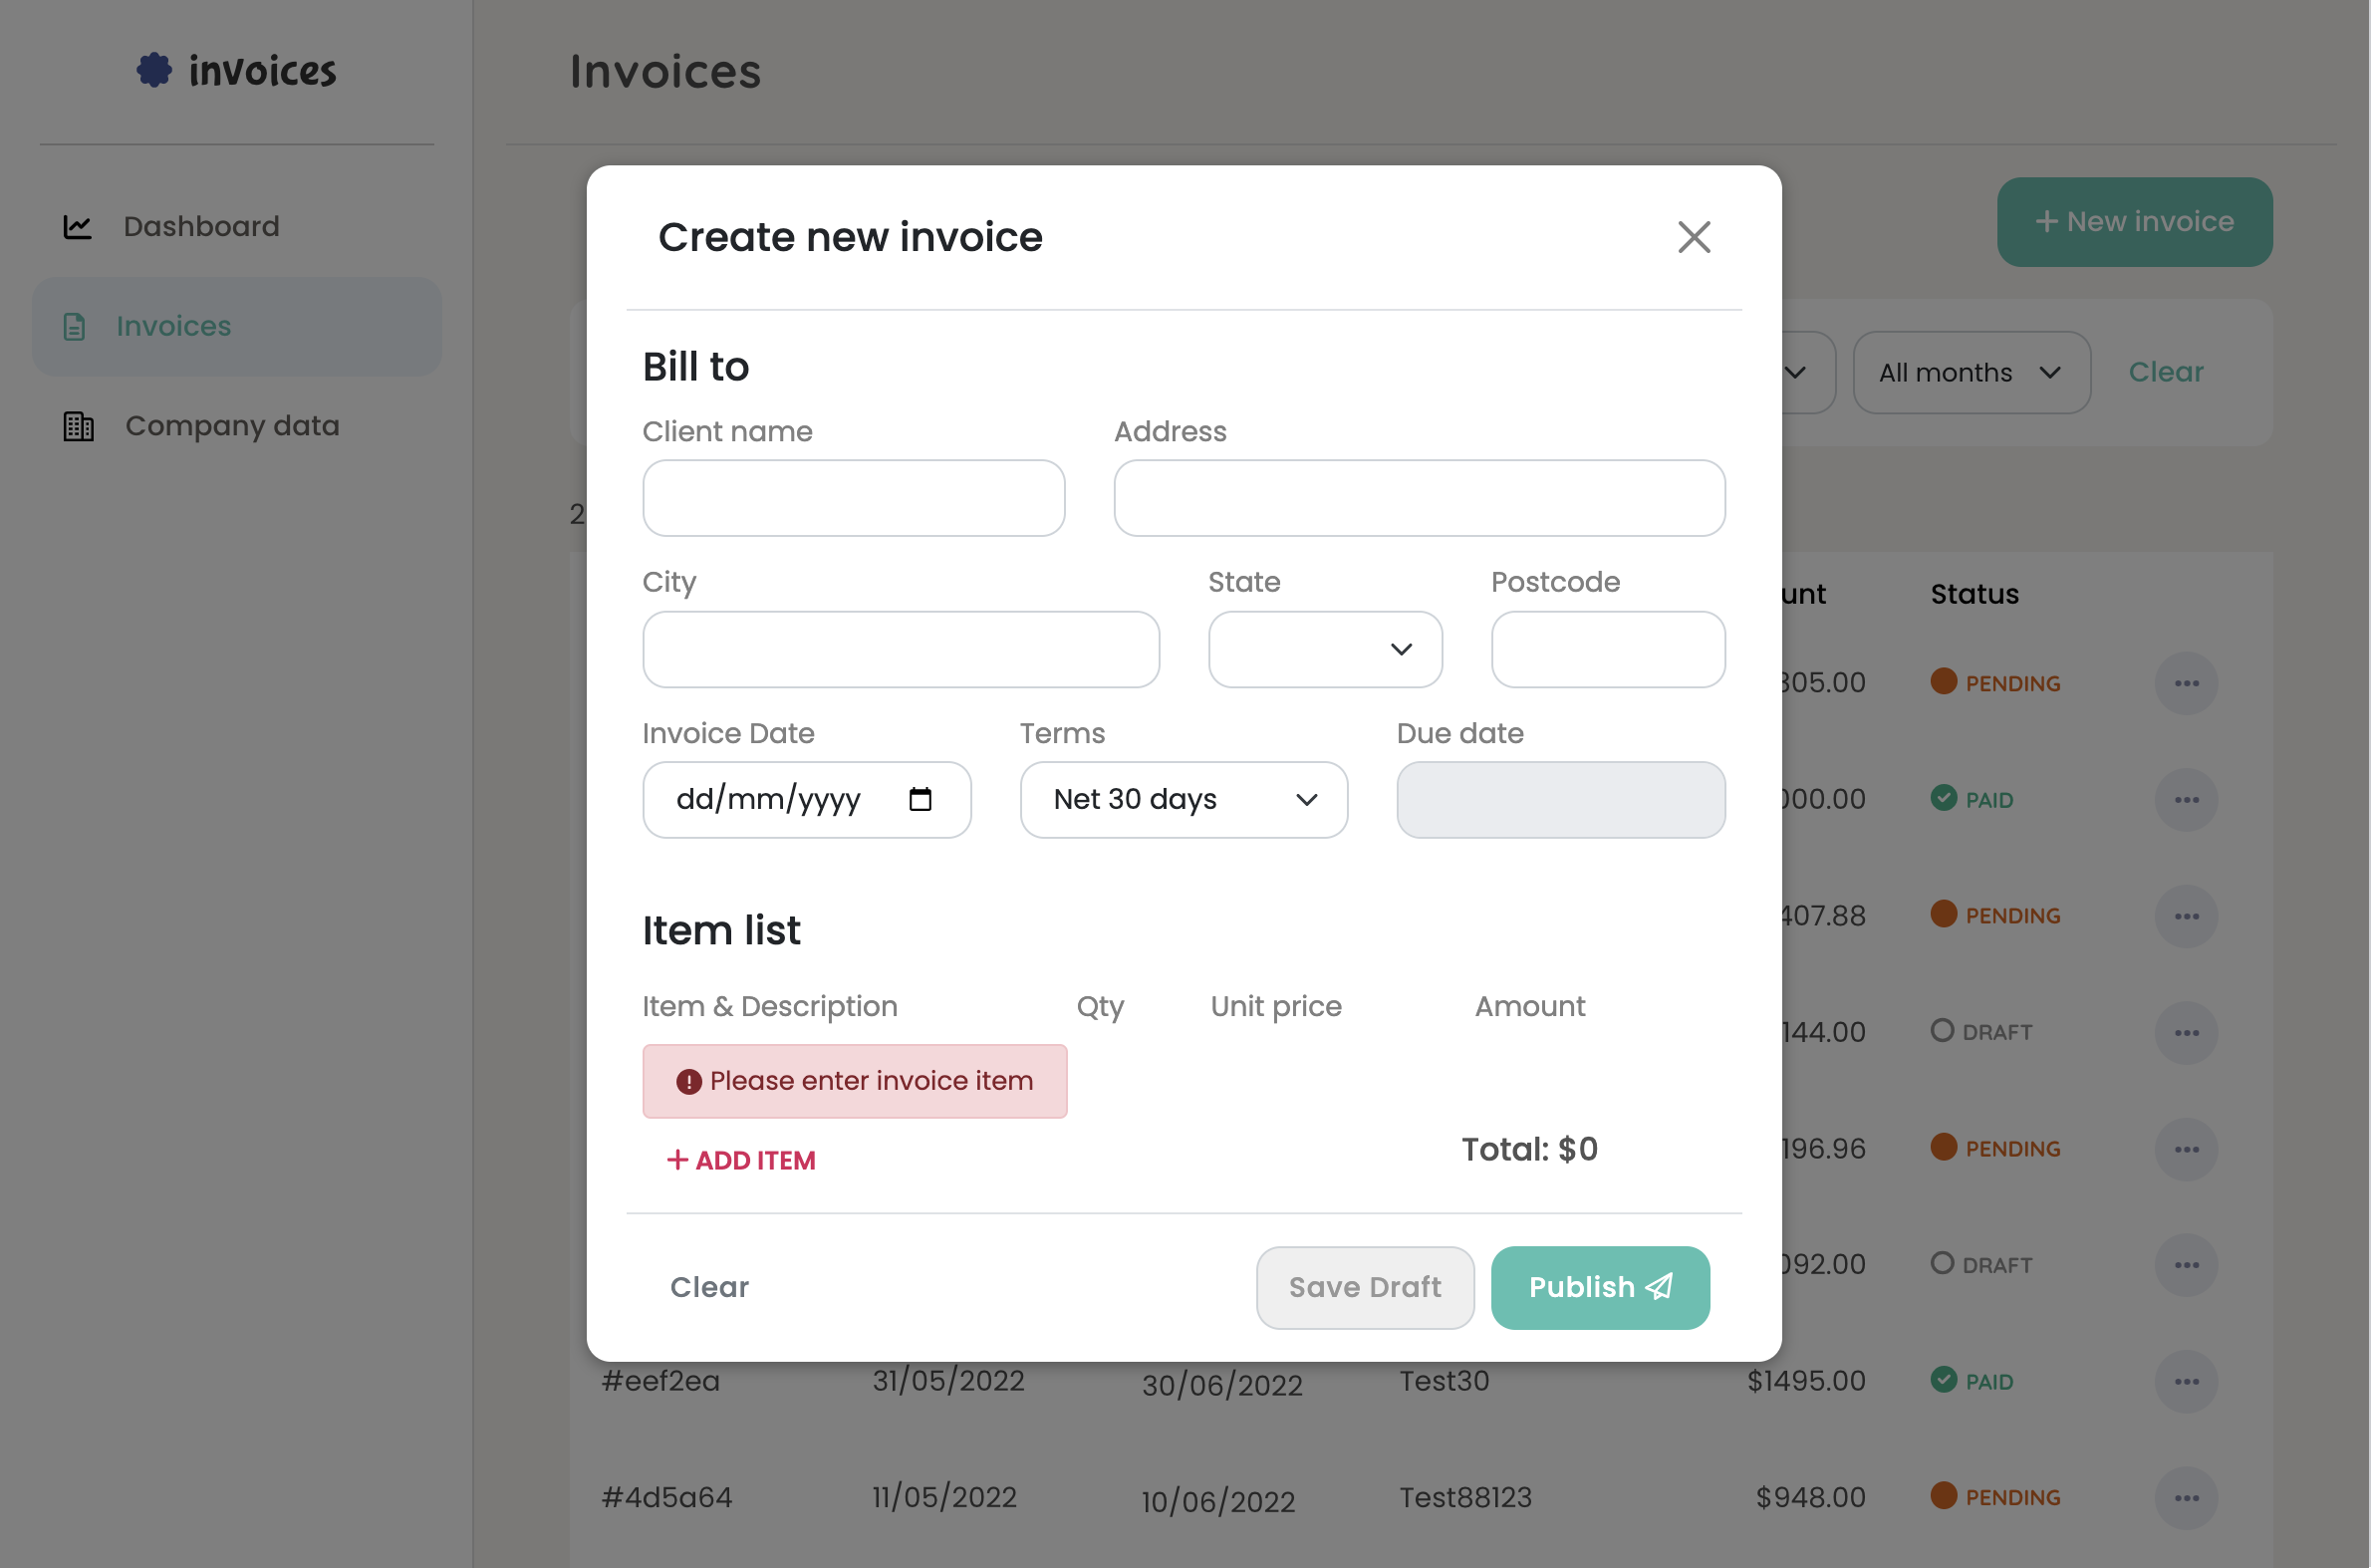 invoices
Invoices
Dashboard
Invoices
Company data
+ New invoice
All months
Clear
2
Create new invoice
Bill to
Client name
Address
City
State
Postcode
Invoice Date
Terms
Due date
dd/mm/yyyy
Net 30 days
Item list
Item & Description
Qty
Unit price
Amount
Please enter invoice item
+ ADD ITEM
Total: $0
Clear
Save Draft
Publish
Status
305.00 PENDING
000.00 PAID
407.88 PENDING
144.00 DRAFT
196.96 PENDING
092.00 DRAFT
#eef2ea 31/05/2022 30/06/2022 Test30 $1495.00 PAID
#4d5a64 11/05/2022 10/06/2022 Test88123 $948.00 PENDING